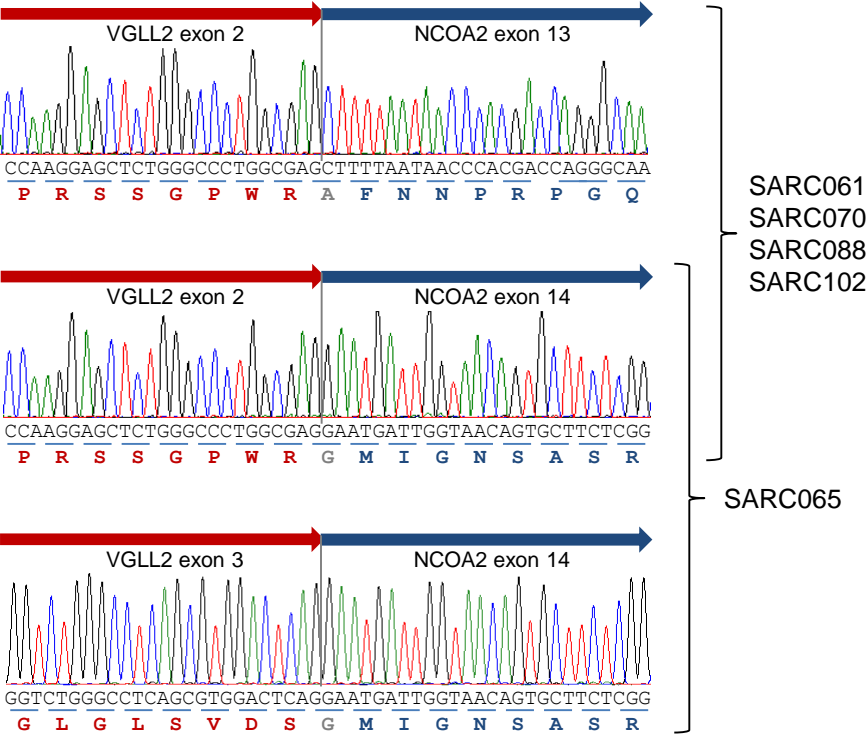 VGLL2 exon 2 NCOA2 exon 13
CCAAGGAGCTCTGGGCCCTGGCGAGCTTTTAATAACCCACGACCAGGGCAA
P R S S G P W R A F N N P R P G Q
SARC061
SARC070
SARC088
SARC102
VGLL2 exon 2 NCOA2 exon 14
CCAAGGAGCTCTGGGCCCTGGCGAGGAATGATTGGTAACAGTGCTTCTCGG
P R S S G P W R G M I G N S A S R
SARC065
VGLL2 exon 3 NCOA2 exon 14
GGTCTGGGCCTCAGCGTGGACTCAGGAATGATTGGTAACAGTGCTTCTCGG
G L G L S V D S G M I G N S A S R